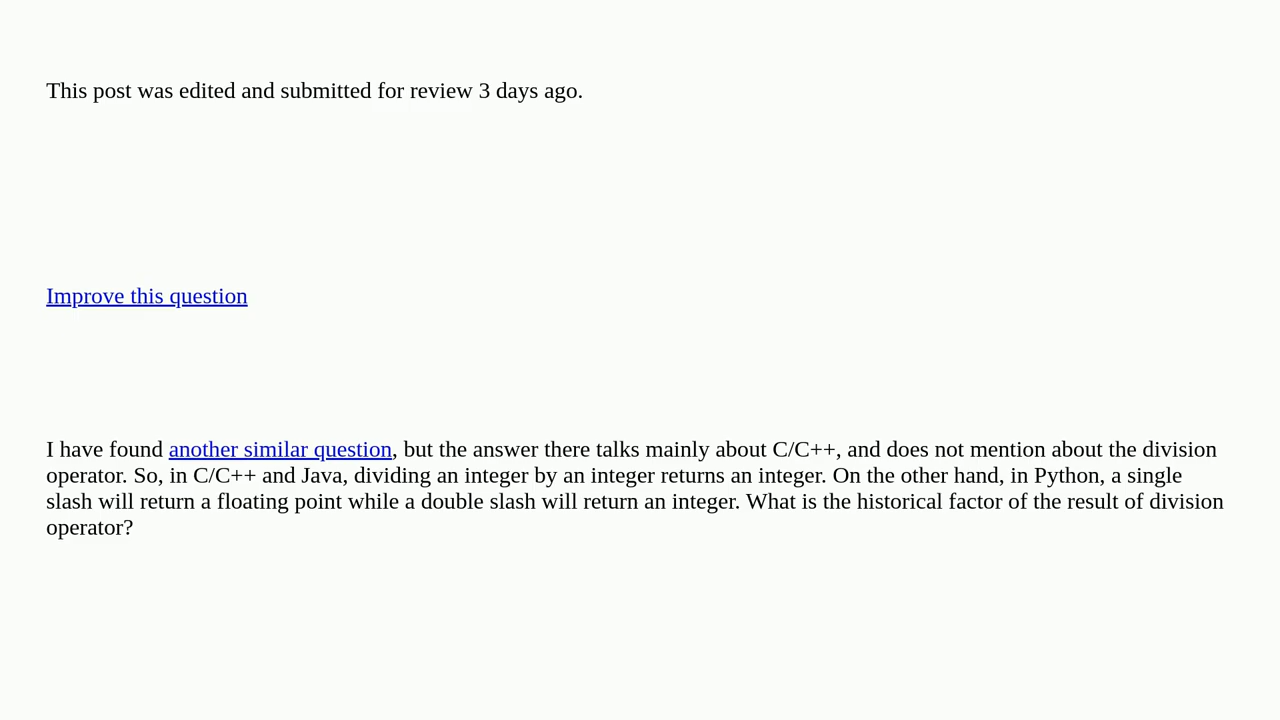 This post was edited and submitted for review 3 days ago.
Improve this question
I have found another similar question, but the answer there talks mainly about C/C++, and does not mention about the division
operator. So, in C/C++ and Java, dividing an integer by an integer returns an integer. On the other hand, in Python, a single
slash will return a floating point while a double slash will return an integer. What is the historical factor of the result of division
operator?